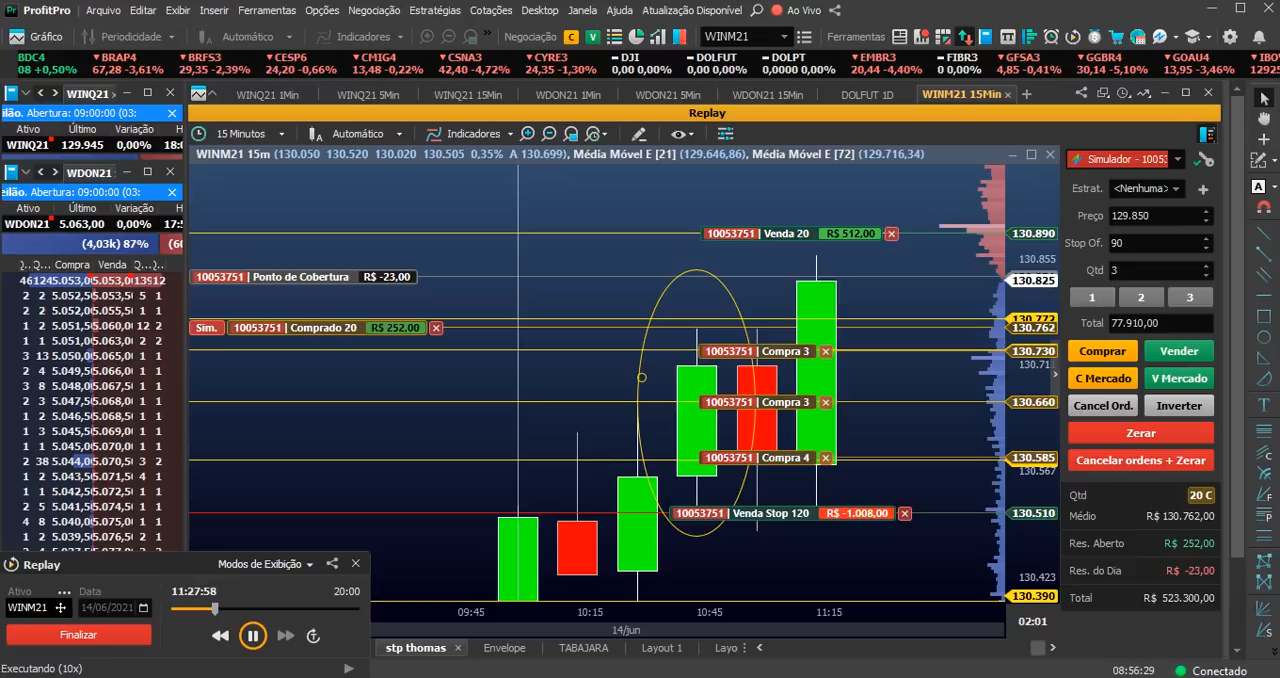 ProfitPro Arquivo Editar Exibir Inserir Ferramentas Opções Negociação Estratégias Cotações Desktop Janela Ajuda Atualização Disponível Ao Vivo
Gráfico Periodicidade Automático Indicadores Negociação C V WINM21 Ferramentas
BDC4 BRAP4 BRFS3 CESP6 CMIG4 CSNA3 CYRE3 DJI DOLFUT DOLPT EMBR3 FIBR3 GFSA3 GGBR4 GOAU4 IBO
08 +0,50% 67,28 -3,61% 29,35 -2,39% 24,20 -0,66% 13,48 -0,22% 42,40 -4,72% 24,35 -1,30% 0,00 0,00% 0,00 0,00% 0,0000 0,00% 20,44 -4,40% 0 0,00% 4,85 -0,41% 30,14 -5,10% 13,95 -3,46% 1292
WINQ21
WINQ21 1Min WINQ21 5Min WINQ21 15Min WDON21 1Min WDON21 5Min WDON21 15Min DOLFUT 1D WINM21 15Min
eilão. Abertura: 09:00:00 (03:
Replay
Ativo Último Variação H
WINQ21 129.945 0,00% 18:0
15 Minutos Automático Indicadores
WINM21 15m (130.050 130.520 130.020 130.505 0,35% A 130.699), Média Móvel E [21] (129.646,86), Média Móvel E [72] (129.716,34)
WDON21
eilão. Abertura: 09:00:00 (03:
Ativo Último Variação H
WDON21 5.063,00 0,00% 17:5
(4,03k) 87% (60
Compra Venda
10053751 | Venda 20 R$ 512,00
130.890
130.855
10053751 | Ponto de Cobertura R$ -23,00
130.825
130.772
Sim. 10053751 | Comprado 20 R$ 252,00
130.762
10053751 | Compra 3
130.730
130.711
10053751 | Compra 3
130.660
10053751 | Compra 4
130.585
130.567
10053751 | Venda Stop 120 R$ -1.008,00
130.510
130.423
130.390
09:45 10:15 10:45 11:15
02:01
14/jun
stp thomas Envelope TABAJARA Layout 1 Layo
Simulador - 10053
Estrat. <Nenhuma>
Preço 129.850
Stop Of. 90
Qtd 3
1 2 3
Total 77.910,00
Comprar Vender
C Mercado V Mercado
Cancel Ord. Inverter
Zerar
Cancelar ordens + Zerar
Qtd 20 C
Médio R$ 130.762,00
Res. Aberto R$ 252,00
Res. do Dia R$ -23,00
Total R$ 523.300,00
Replay Modos de Exibição
Ativo Data 11:27:58 20:00
WINM21 14/06/2021
Finalizar
Executando (10x)
08:56:29 Conectado